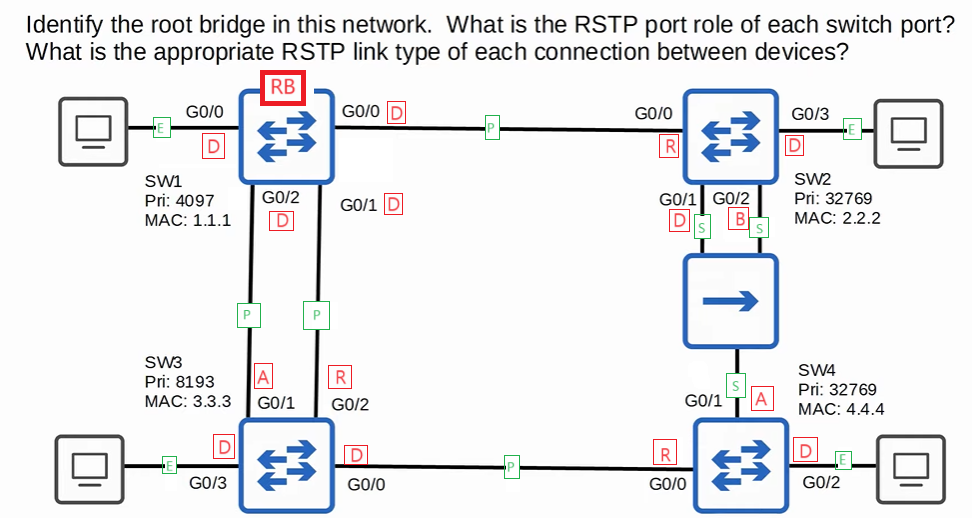 Identify the root bridge in this network.  What is the RSTP port role of each switch port?
What is the appropriate RSTP link type of each connection between devices?
RB
G0/0
G0/0 D
G0/0
G0/3
E
P
E
D
R
D
SW1
Pri: 4097
MAC: 1.1.1
G0/2
D
G0/1 D
G0/1
G0/2
D
S
B
S
SW2
Pri: 32769
MAC: 2.2.2
P
P
SW3
Pri: 8193
MAC: 3.3.3
A
R
G0/1
G0/2
S
G0/1
A
SW4
Pri: 32769
MAC: 4.4.4
D
D
R
D
E
E
P
G0/3
G0/0
G0/0
G0/2